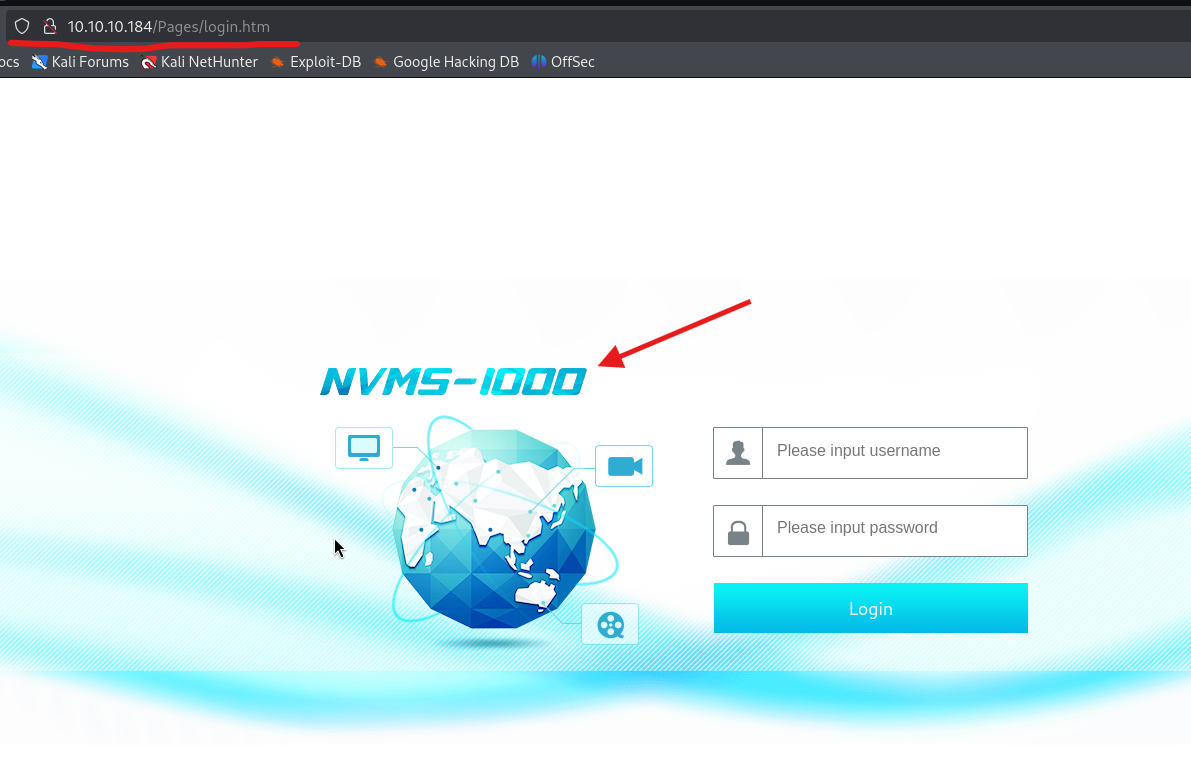 10.10.10.184/Pages/login.htm
ocs Kali Forums Kali NetHunter Exploit-DB Google Hacking DB OffSec
NVMS-1000
Please input username
Please input password
Login